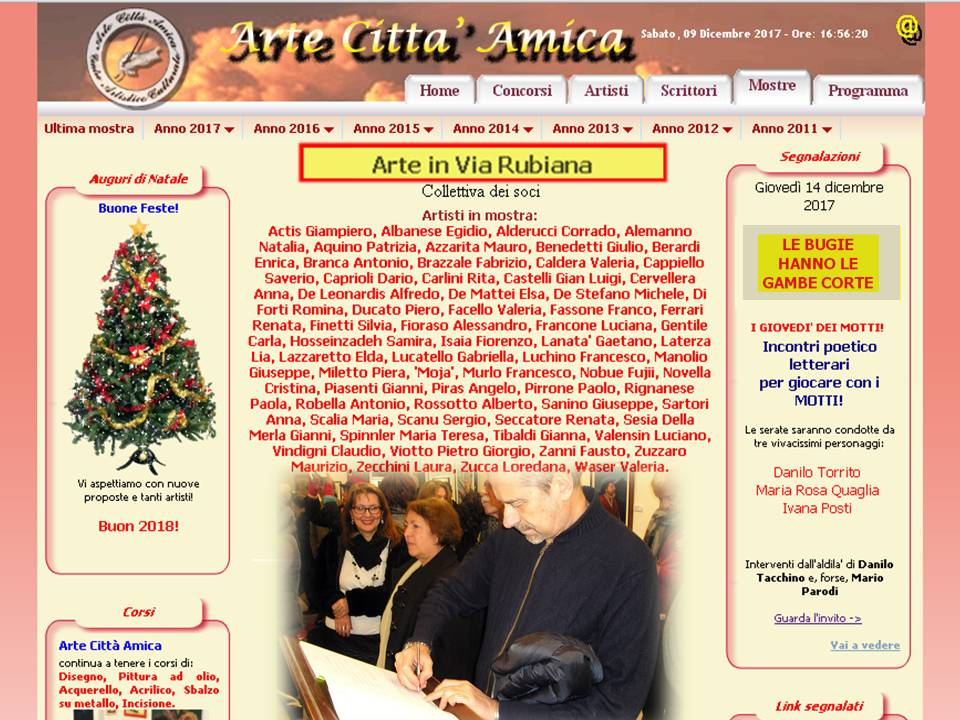 Arte Città Amica
Centro Artistico Culturale
Arte Citta' Amica
Sabato, 09 Dicembre 2017 - Ore: 16:56:20
@
Home
Concorsi
Artisti
Scrittori
Mostre
Programma
Ultima mostra
Anno 2017
Anno 2016
Anno 2015
Anno 2014
Anno 2013
Anno 2012
Anno 2011
Auguri di Natale
Buone Feste!
Vi aspettiamo con nuove
proposte e tanti artisti!
Buon 2018!
Corsi
Arte Città Amica
continua a tenere i corsi di:
Disegno, Pittura ad olio,
Acquerello, Acrilico, Sbalzo
su metallo, Incisione.
Arte in Via Rubiana
Collettiva dei soci
Artisti in mostra:
Actis Giampiero, Albanese Egidio, Alderucci Corrado, Alemanno
Natalia, Aquino Patrizia, Azzarita Mauro, Benedetti Giulio, Berardi
Enrica, Branca Antonio, Brazzale Fabrizio, Caldera Valeria, Cappiello
Saverio, Caprioli Dario, Carlini Rita, Castelli Gian Luigi, Cervellera
Anna, De Leonardis Alfredo, De Mattei Elsa, De Stefano Michele, Di
Forti Romina, Ducato Piero, Facello Valeria, Fassone Franco, Ferrari
Renata, Finetti Silvia, Fioraso Alessandro, Francone Luciana, Gentile
Carla, Hosseinzadeh Samira, Isaia Fiorenzo, Lanata' Gaetano, Laterza
Lia, Lazzaretto Elda, Lucatello Gabriella, Luchino Francesco, Manolio
Giuseppe, Miletto Piera, 'Moja', Murlo Francesco, Nobue Fujii, Novella
Cristina, Piasenti Gianni, Piras Angelo, Pirrone Paolo, Rignanese
Paola, Robella Antonio, Rossotto Alberto, Sanino Giuseppe, Sartori
Anna, Scalia Maria, Scanu Sergio, Seccatore Renata, Sesia Della
Merla Gianni, Spinnler Maria Teresa, Tibaldi Gianna, Valensin Luciano,
Vindigni Claudio, Viotto Pietro Giorgio, Zanni Fausto, Zuzzaro
Maurizio, Zecchini Laura, Zucca Loredana, Waser Valeria.
Segnalazioni
Giovedì 14 dicembre
2017
LE BUGIE
HANNO LE
GAMBE CORTE
I GIOVEDI' DEI MOTTI!
Incontri poetico
letterari
per giocare con i
MOTTI!
Le serate saranno condotte da
tre vivacissimi personaggi:
Danilo Torrito
Maria Rosa Quaglia
Ivana Posti
Interventi dall'aldila' di Danilo
Tacchino e, forse, Mario
Parodi
Guarda l'invito ->
Vai a vedere
Link segnalati